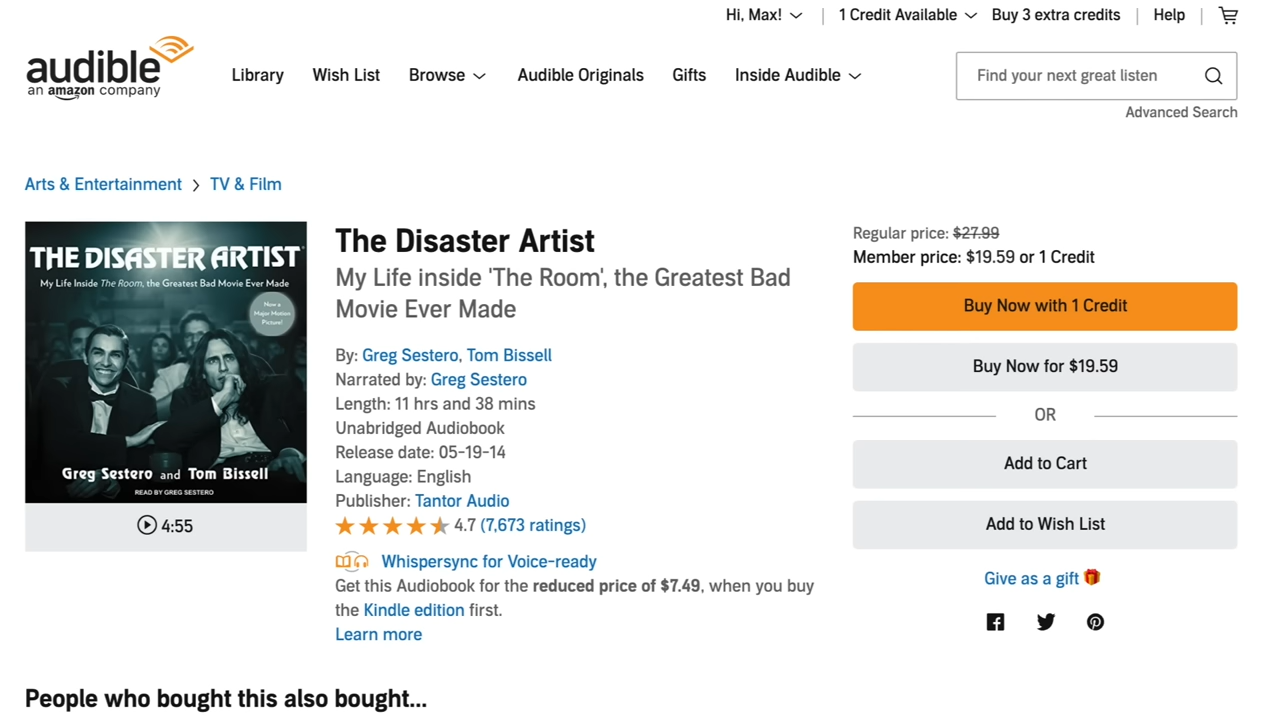 Hi, Max!
1 Credit Available
Buy 3 extra credits
Help
audible
an amazon company
Library
Wish List
Browse
Audible Originals
Gifts
Inside Audible
Find your next great listen
Advanced Search
Arts & Entertainment > TV & Film
THE DISASTER ARTIST
My Life Inside The Room, the Greatest Bad Movie Ever Made
Now a
Major Motion
Picture!
Greg Sestero and Tom Bissell
READ BY GREG SESTERO
4:55
The Disaster Artist
My Life inside 'The Room', the Greatest Bad
Movie Ever Made
By: Greg Sestero, Tom Bissell
Narrated by: Greg Sestero
Length: 11 hrs and 38 mins
Unabridged Audiobook
Release date: 05-19-14
Language: English
Publisher: Tantor Audio
4.7 (7,673 ratings)
Whispersync for Voice-ready
Get this Audiobook for the reduced price of $7.49, when you buy
the Kindle edition first.
Learn more
Regular price: $27.99
Member price: $19.59 or 1 Credit
Buy Now with 1 Credit
Buy Now for $19.59
OR
Add to Cart
Add to Wish List
Give as a gift
People who bought this also bought...